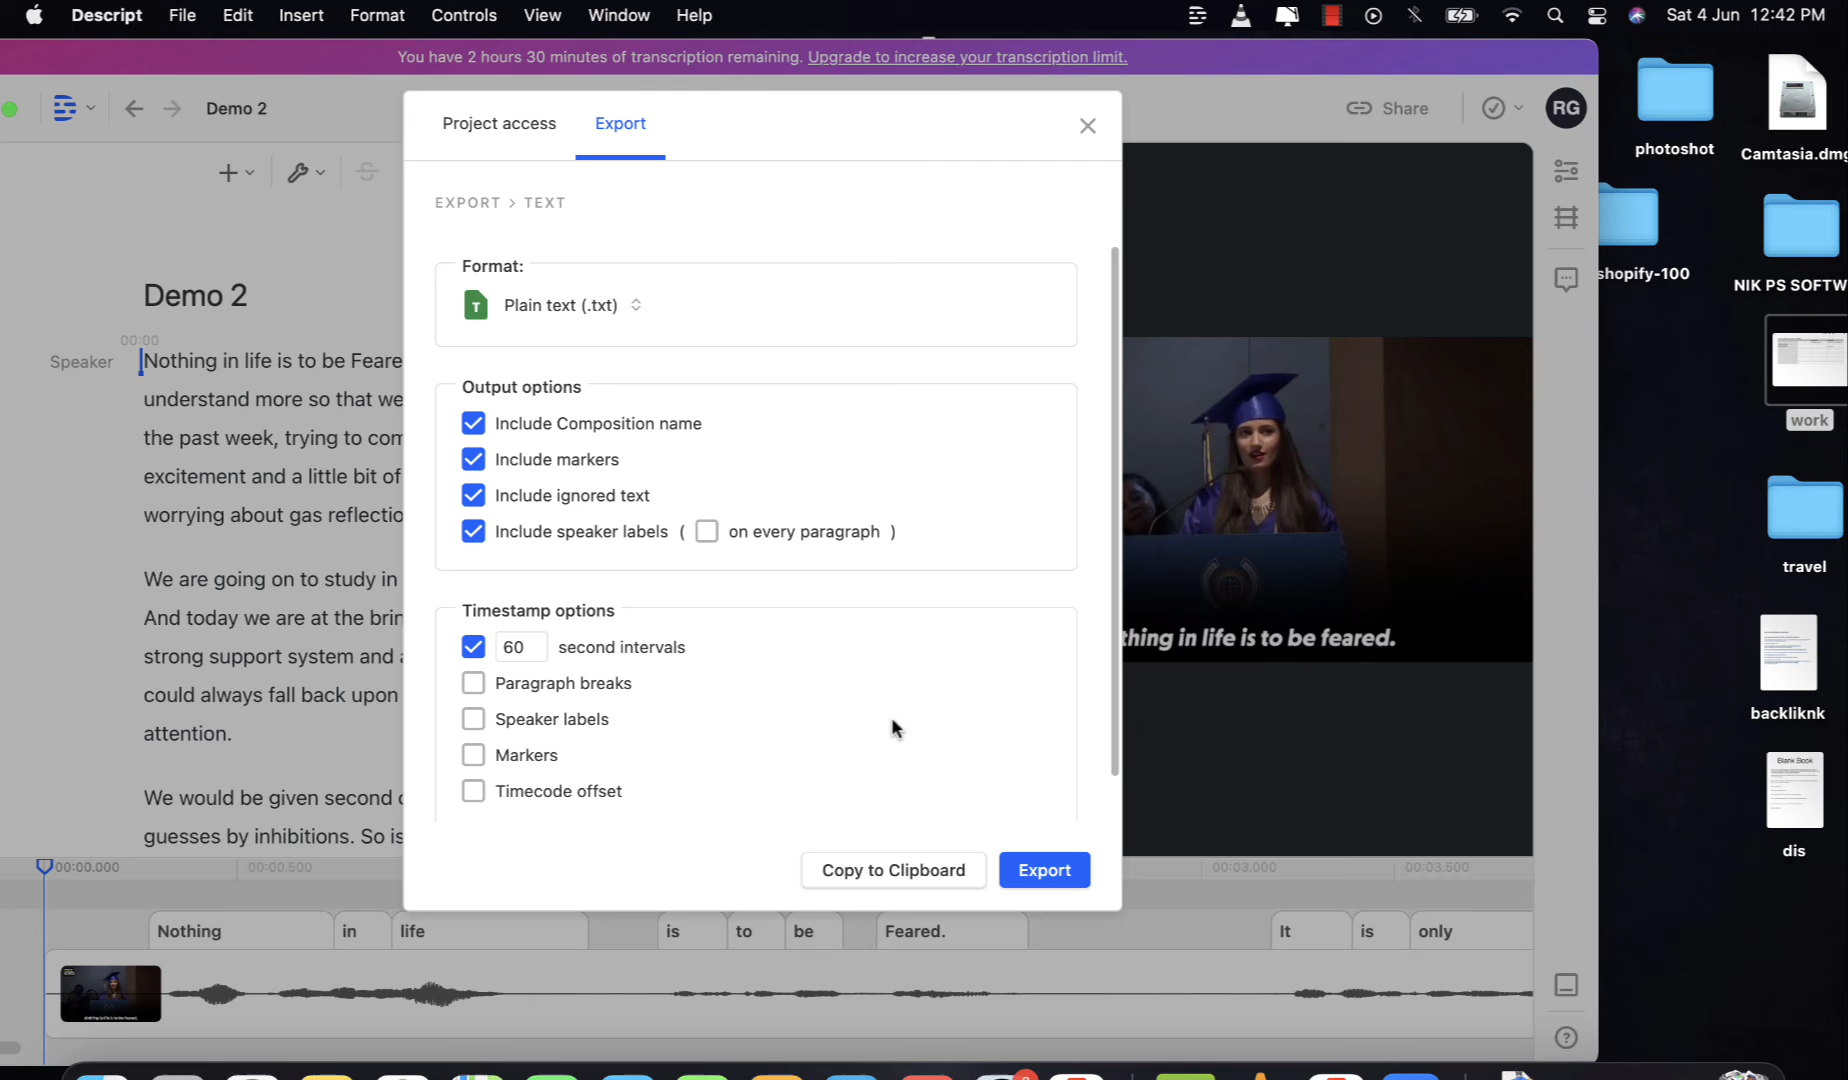 Descript File Edit Insert Format Controls View Window Help Sat 4 Jun 12:42 PM
You have 2 hours 30 minutes of transcription remaining. Upgrade to increase your transcription limit.
Demo 2
Share
RG
Project access
Export
EXPORT > TEXT
Format:
T
Plain text (.txt)
Output options
Include Composition name
Include markers
Include ignored text
Include speaker labels ( on every paragraph )
Timestamp options
60 second intervals
Paragraph breaks
Speaker labels
Markers
Timecode offset
Copy to Clipboard
Export
Demo 2
00:00
Speaker
Nothing in life is to be Feare
understand more so that we
the past week, trying to com
excitement and a little bit of
worrying about gas reflectio
We are going on to study in
And today we are at the brin
strong support system and a
could always fall back upon
attention.
We would be given second c
guesses by inhibitions. So is
thing in life is to be feared.
00:00.000
00:00.500
00:03.000
00:03.500
Nothing
in
life
is
to
be
Feared.
It
is
only
photoshot
Camtasia.dmg
shopify-100
NIK PS SOFTW
work
travel
backliknk
Blank Book
dis